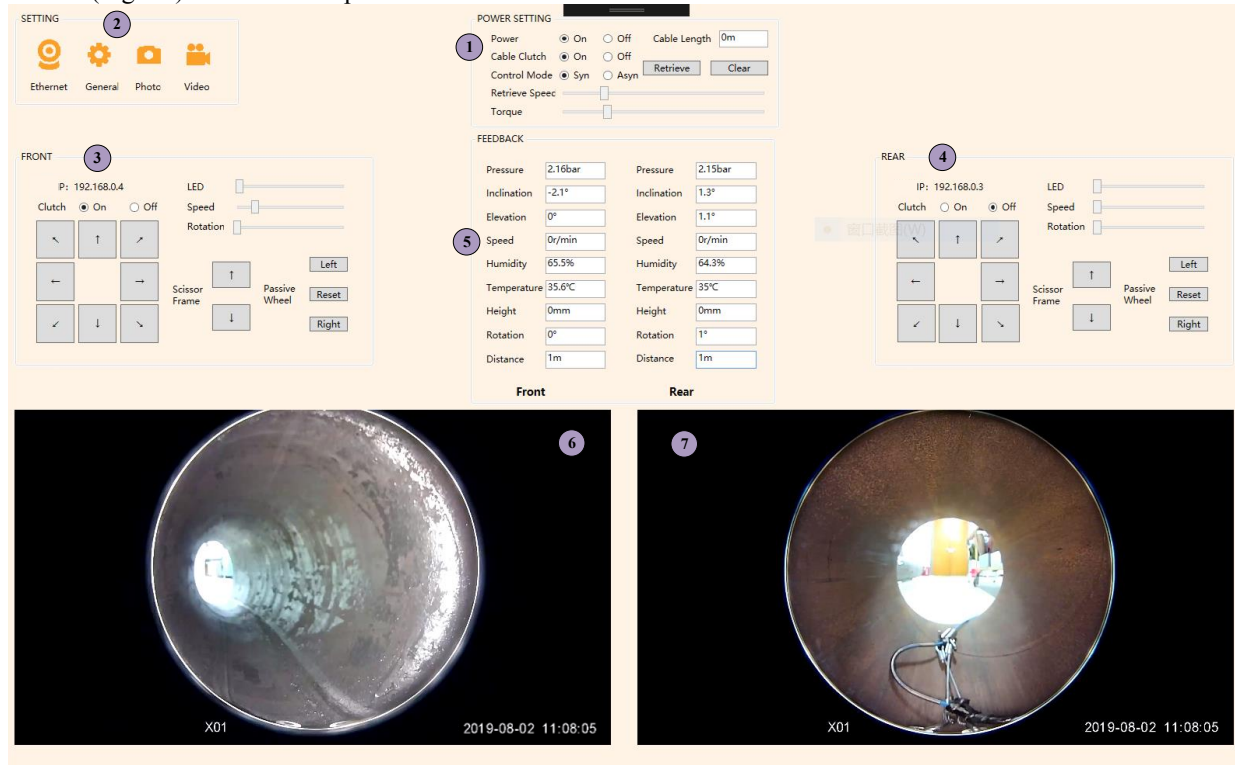 SETTING
2
Ethernet General Photo Video
POWER SETTING
1
Power On Off Cable Length 0m
Cable Clutch On Off
Control Mode Syn Asyn Retrieve Clear
Retrieve Speed
Torque
FRONT
3
IP: 192.168.0.4 LED
Clutch On Off Speed
Rotation
↖ ↑ ↗
← →
↙ ↓ ↘
Scissor Frame
↑
↓
Passive Wheel
Left
Reset
Right
FEEDBACK
5
Pressure 2.16bar Pressure 2.15bar
Inclination -2.1° Inclination 1.3°
Elevation 0° Elevation 1.1°
Speed 0r/min Speed 0r/min
Humidity 65.5% Humidity 64.3%
Temperature 35.6℃ Temperature 35℃
Height 0mm Height 0mm
Rotation 0° Rotation 1°
Distance 1m Distance 1m
Front Rear
REAR
4
IP: 192.168.0.3 LED
Clutch On Off Speed
Rotation
↖ ↑ ↗
← →
↙ ↓ ↘
Scissor Frame
↑
↓
Passive Wheel
Left
Reset
Right
6
X01 2019-08-02 11:08:05
7
X01 2019-08-02 11:08:05